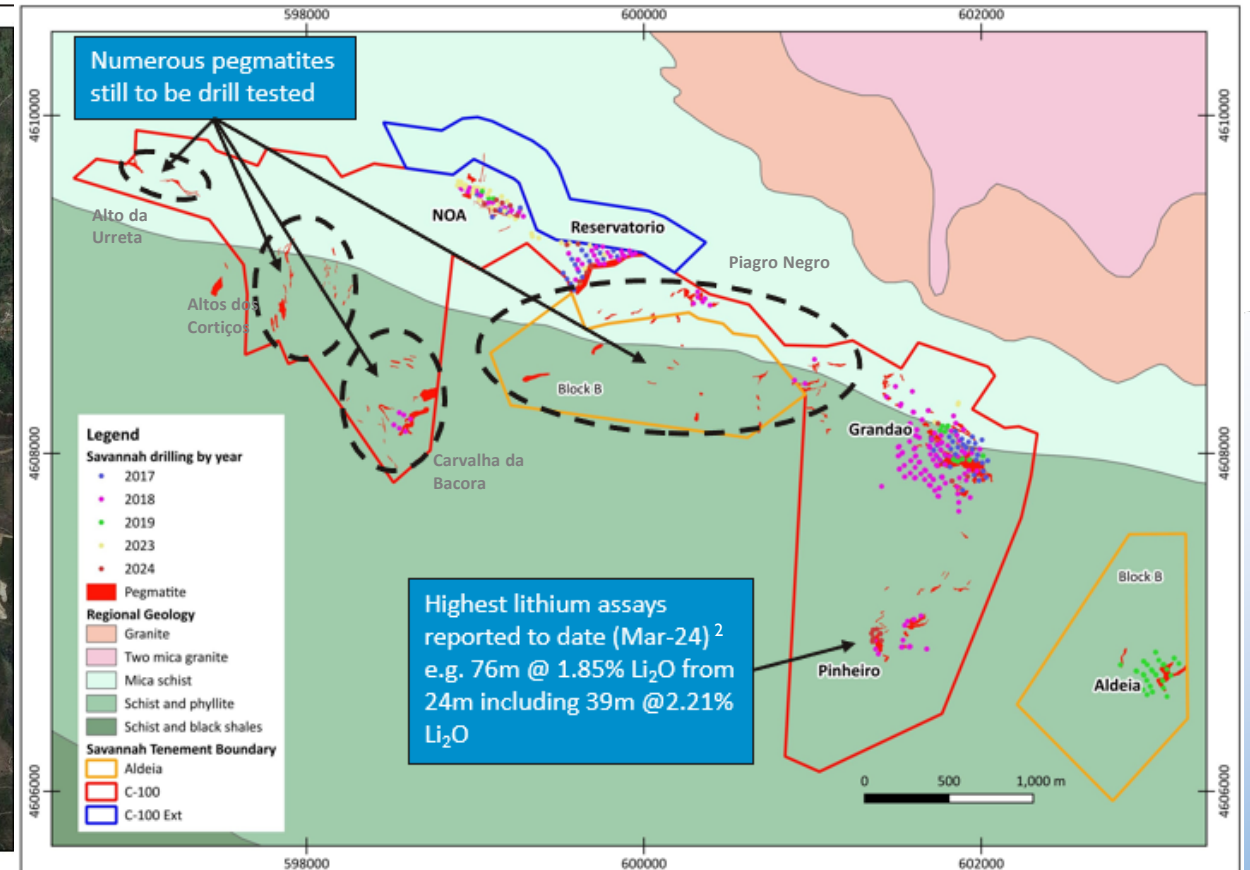 598000
600000
602000
Numerous pegmatites
still to be drill tested
4610000
4610000
NOA
Reservatorio
Alto da
Urreta
Piagro Negro
Altos dos
Cortiços
Block B
Grandao
Carvalha da
Bacora
4608000
4608000
Legend
Savannah drilling by year
2017
2018
2019
2023
2024
Pegmatite
Regional Geology
Granite
Two mica granite
Mica schist
Schist and phyllite
Schist and black shales
Savannah Tenement Boundary
Aldeia
C-100
C-100 Ext
Highest lithium assays
reported to date (Mar-24) 2
e.g. 76m @ 1.85% Li2O from
24m including 39m @2.21%
Li2O
Pinheiro
Block B
Aldeia
0 500 1,000 m
4606000
4606000
598000
600000
602000